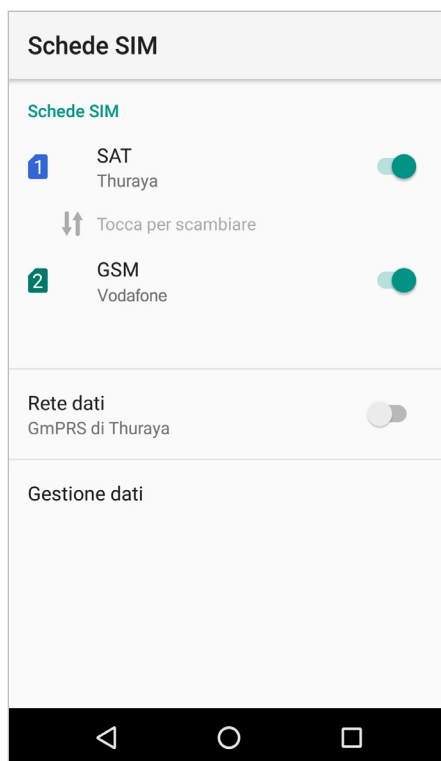 Schede SIM
Schede SIM
1
SAT
Thuraya
Tocca per scambiare
2
GSM
Vodafone
Rete dati
GmPRS di Thuraya
Gestione dati